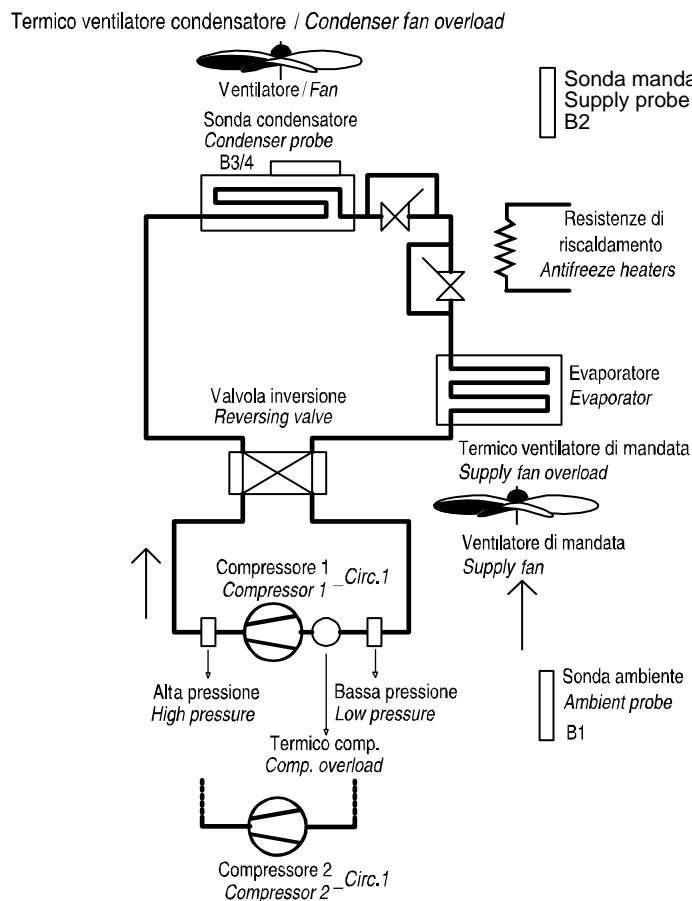 Termico ventilatore condensatore / Condenser fan overload
Ventilatore / Fan
Sonda condensatore
Condenser probe
B3/4
Sonda manda
Supply probe
B2
Resistenze di
riscaldamento
Antifreeze heaters
Evaporatore
Evaporator
Valvola inversione
Reversing valve
Termico ventilatore di mandata
Supply fan overload
Ventilatore di mandata
Supply fan
Compressore 1
Compressor 1 _Circ.1
Alta pressione
High pressure
Bassa pressione
Low pressure
Termico comp.
Comp. overload
Sonda ambiente
Ambient probe
B1
Compressore 2
Compressor 2 _Circ.1